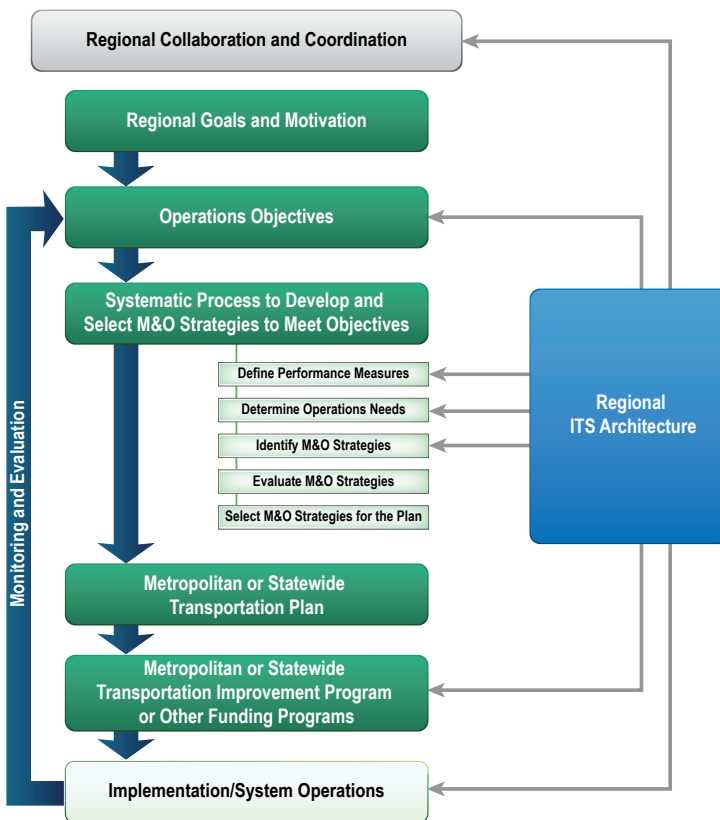 Regional Collaboration and Coordination
Regional Goals and Motivation
Operations Objectives
Systematic Process to Develop and
Select M&O Strategies to Meet Objectives
Define Performance Measures
Determine Operations Needs
Identify M&O Strategies
Evaluate M&O Strategies
Select M&O Strategies for the Plan
Regional
ITS Architecture
Monitoring and Evaluation
Metropolitan or Statewide
Transportation Plan
Metropolitan or Statewide
Transportation Improvement Program
or Other Funding Programs
Implementation/System Operations